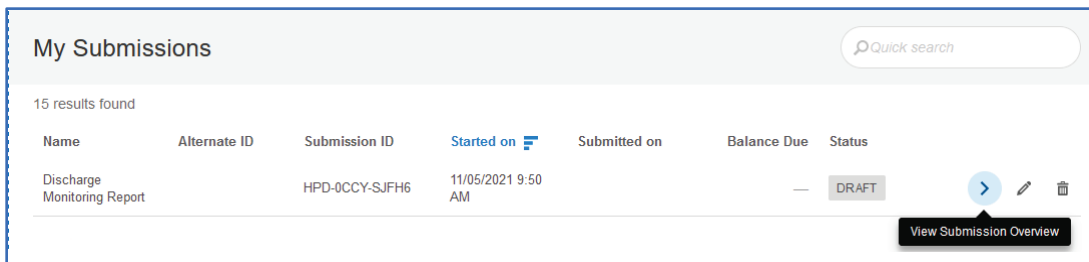 My Submissions
Quick search
15 results found
Name Alternate ID Submission ID Started on Submitted on Balance Due Status
Discharge Monitoring Report HPD-0CCY-SJFH6 11/05/2021 9:50 AM — DRAFT
View Submission Overview